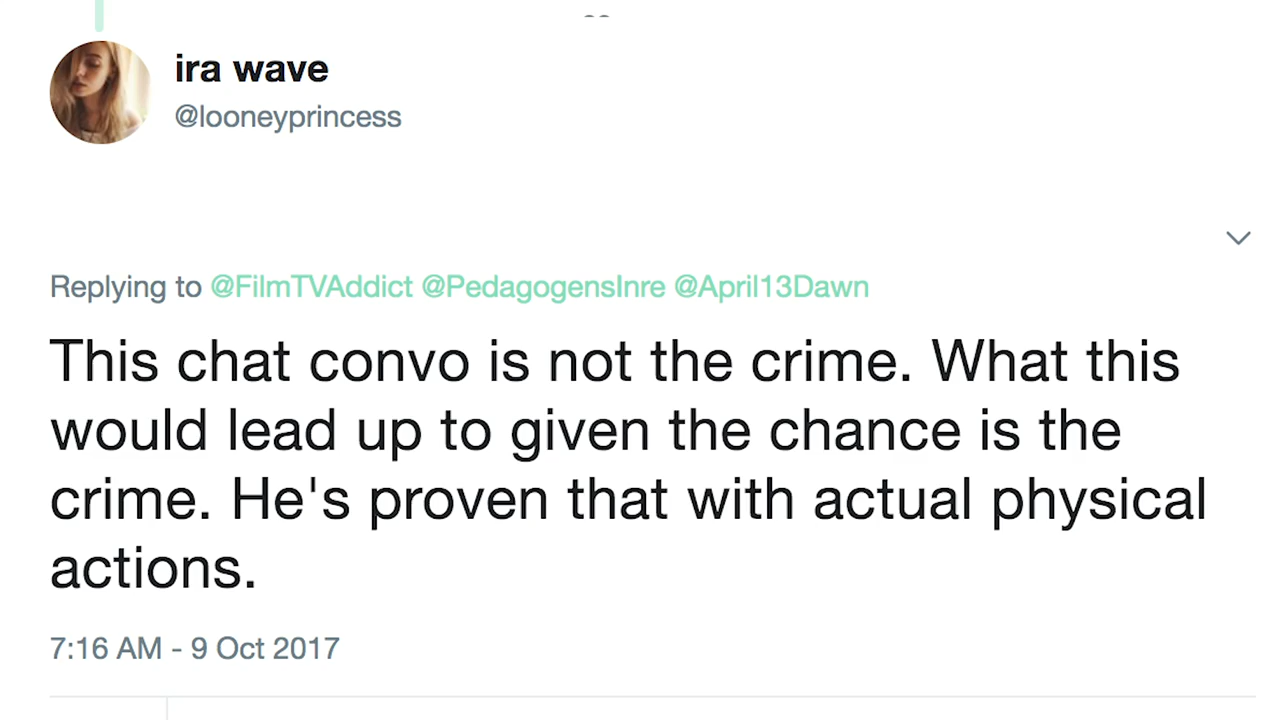 ira wave
@looneyprincess
Replying to @FilmTVAddict @PedagogensInre @April13Dawn
This chat convo is not the crime. What this
would lead up to given the chance is the
crime. He's proven that with actual physical
actions.
7:16 AM - 9 Oct 2017